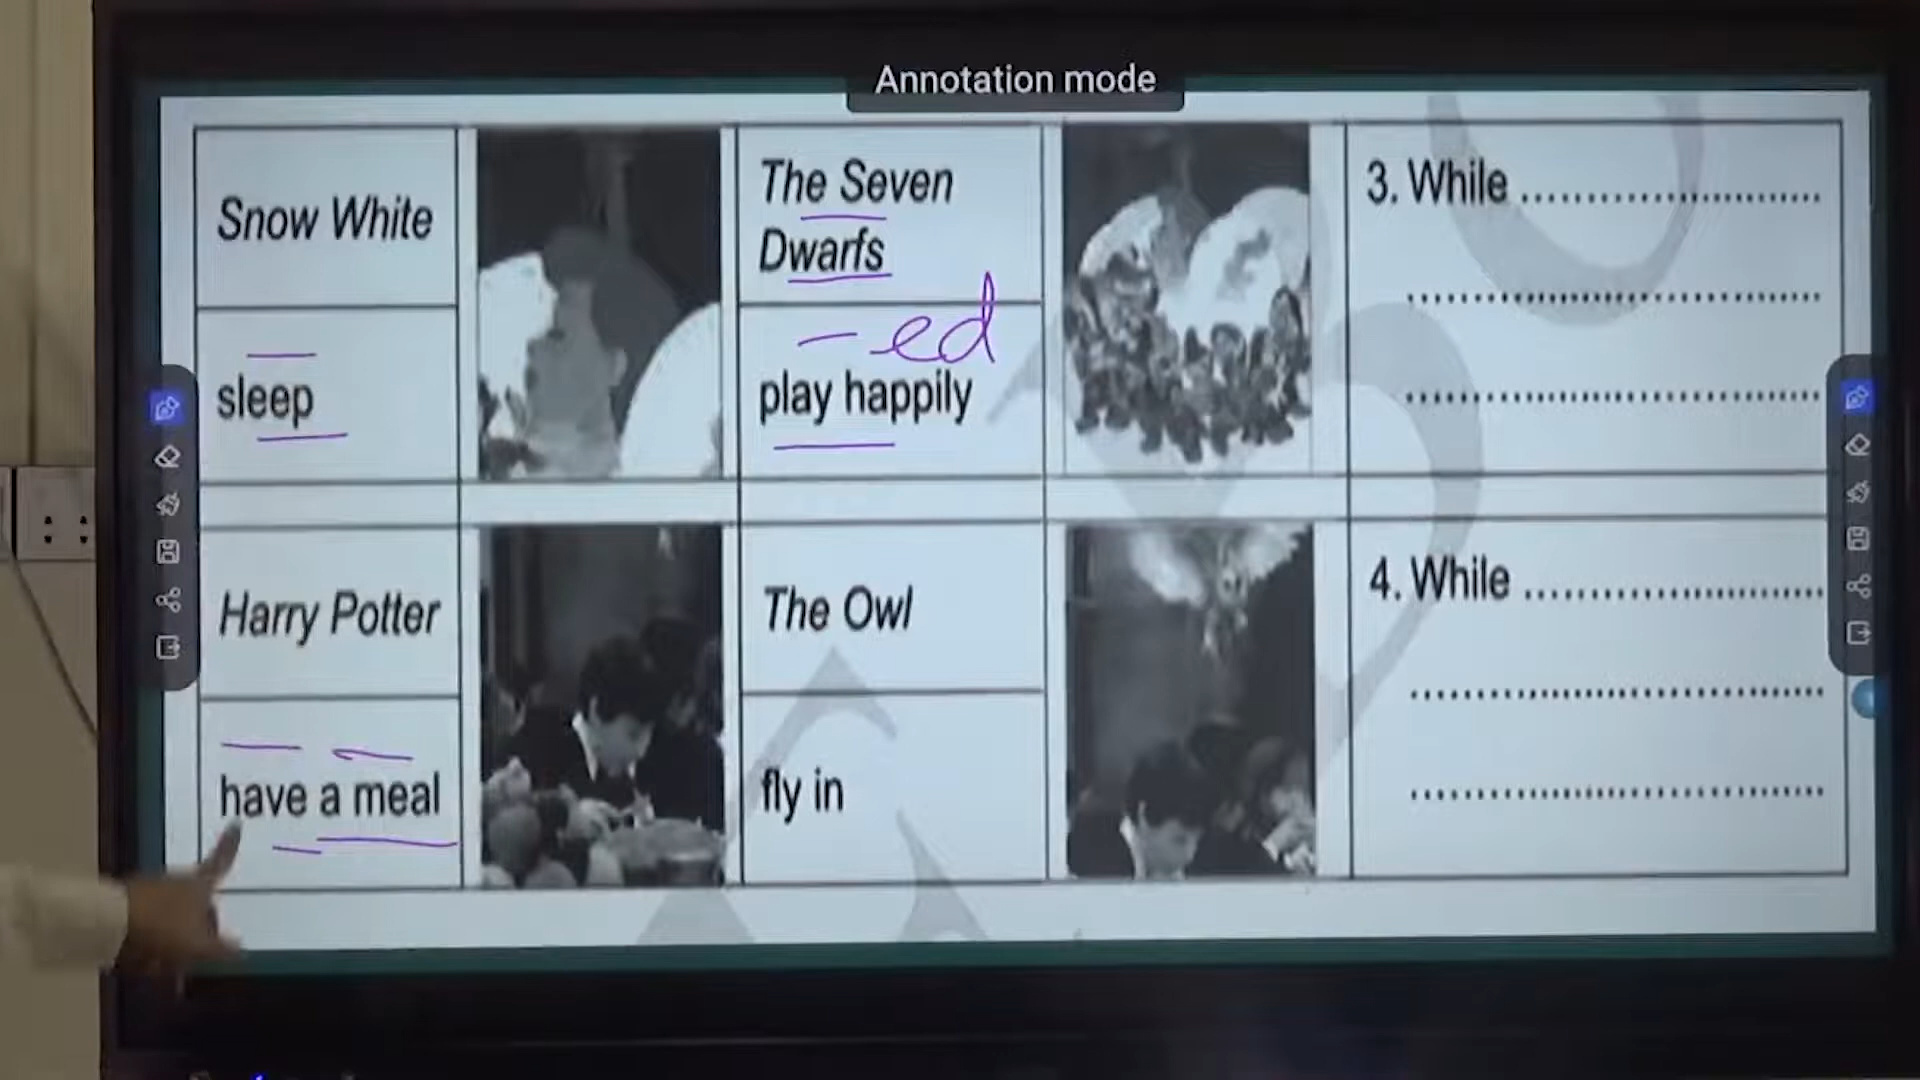 Annotation mode
Snow White
The Seven
Dwarfs
3. While ..............................
........................................
........................................
sleep
-ed
play happily
Harry Potter
The Owl
4. While ..............................
........................................
........................................
have a meal
fly in